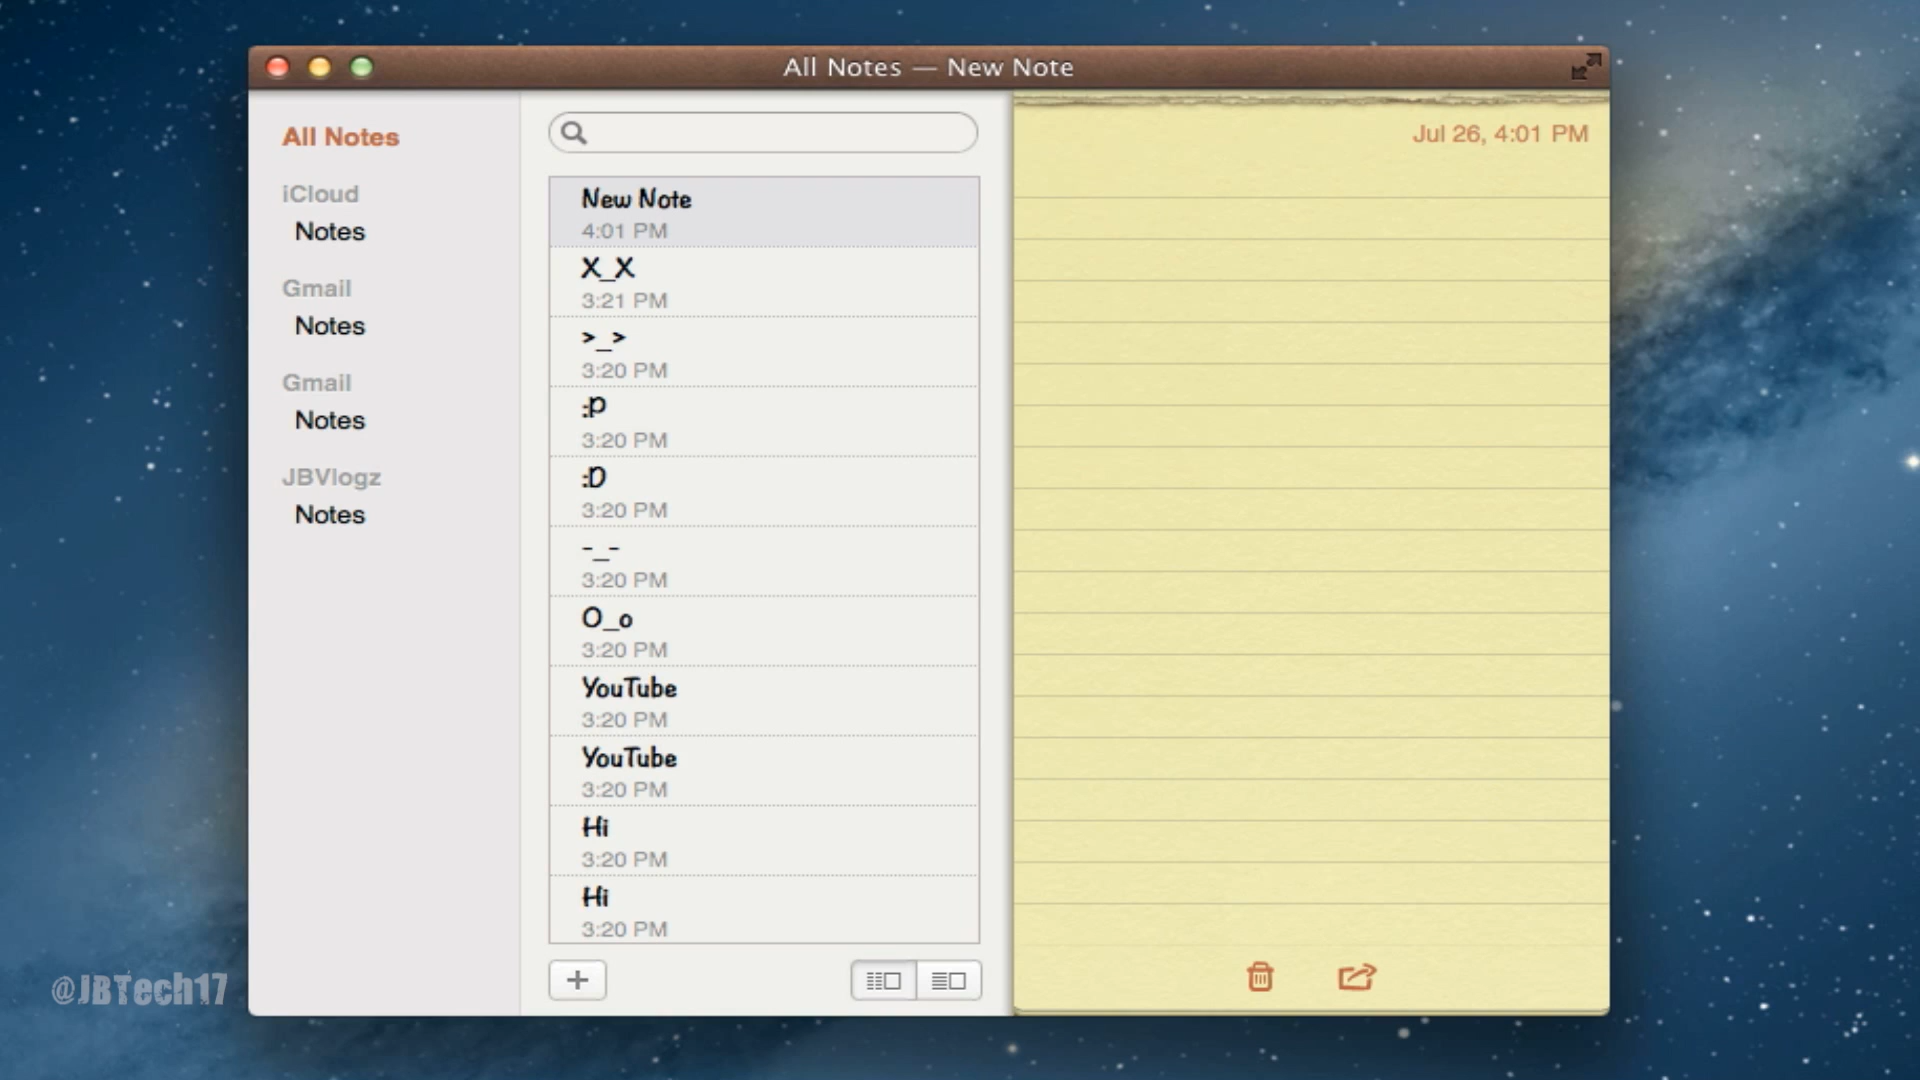 All Notes — New Note
All Notes
iCloud
Notes
Gmail
Notes
Gmail
Notes
JBVlogz
Notes
New Note
4:01 PM
X_X
3:21 PM
>_>
3:20 PM
:P
3:20 PM
:D
3:20 PM
-_-
3:20 PM
O_o
3:20 PM
YouTube
3:20 PM
YouTube
3:20 PM
Hi
3:20 PM
Hi
3:20 PM
Jul 26, 4:01 PM
@JBTech17